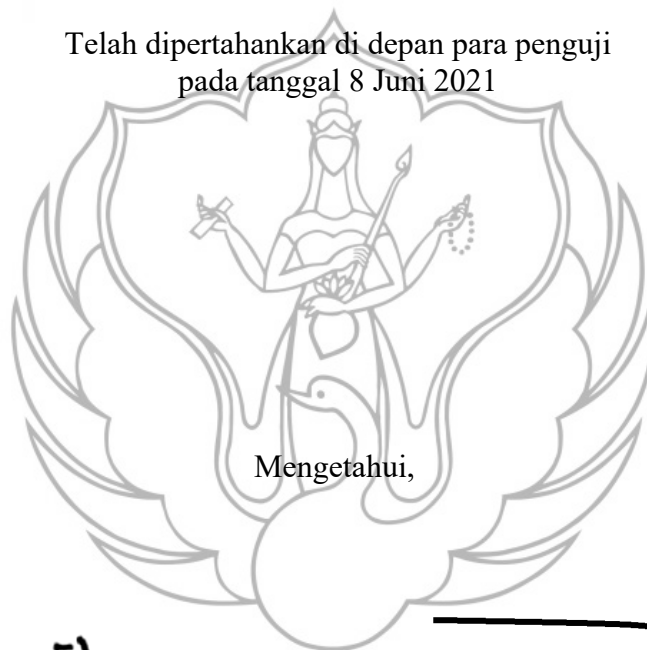 Telah dipertahankan di depan para penguji
pada tanggal 8 Juni 2021
Mengetahui,